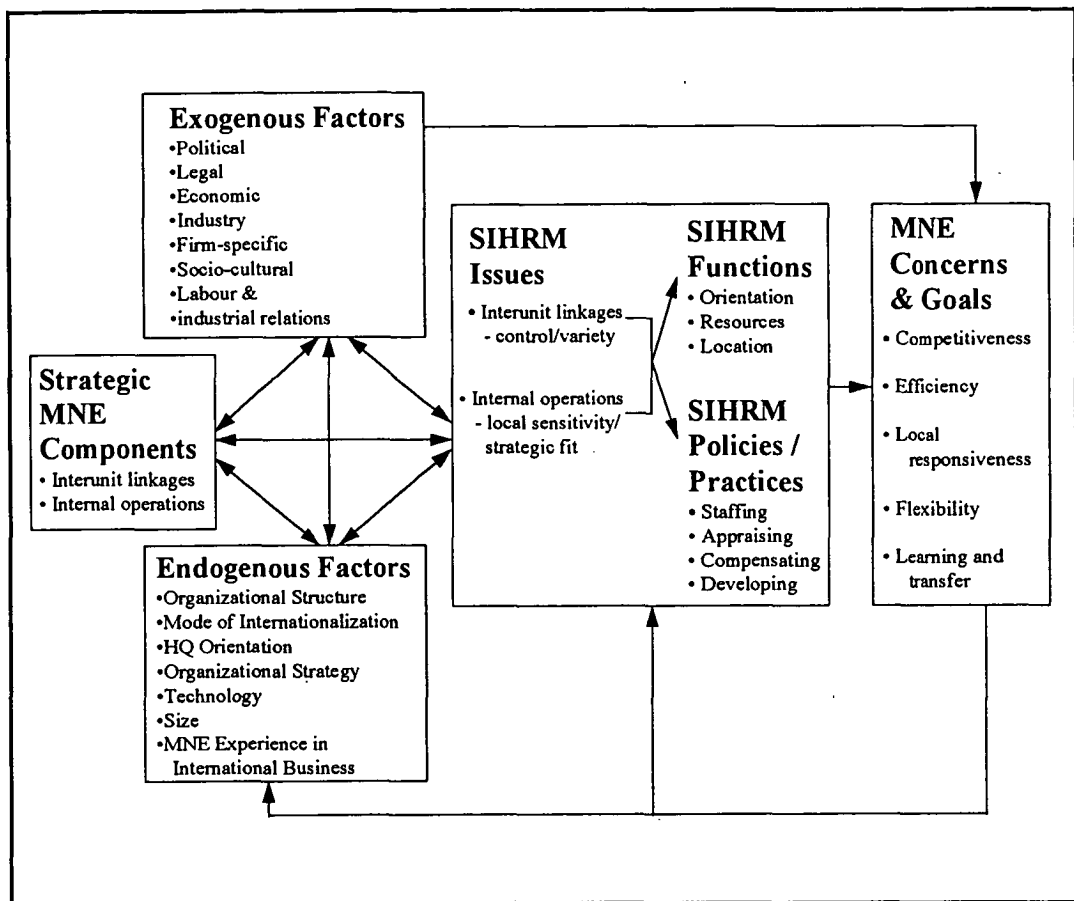 Exogenous Factors
•Political
•Legal
•Economic
•Industry
•Firm-specific
•Socio-cultural
•Labour &
•industrial relations
Strategic
MNE
Components
• Interunit linkages
• Internal operations
Endogenous Factors
•Organizational Structure
•Mode of Internationalization
•HQ Orientation
•Organizational Strategy
•Technology
•Size
•MNE Experience in
International Business
SIHRM
Issues
• Interunit linkages
- control/variety
• Internal operations
- local sensitivity/
strategic fit
SIHRM
Functions
• Orientation
• Resources
• Location
SIHRM
Policies /
Practices
• Staffing
• Appraising
• Compensating
• Developing
MNE
Concerns
& Goals
• Competitiveness
• Efficiency
• Local
responsiveness
• Flexibility
• Learning and
transfer